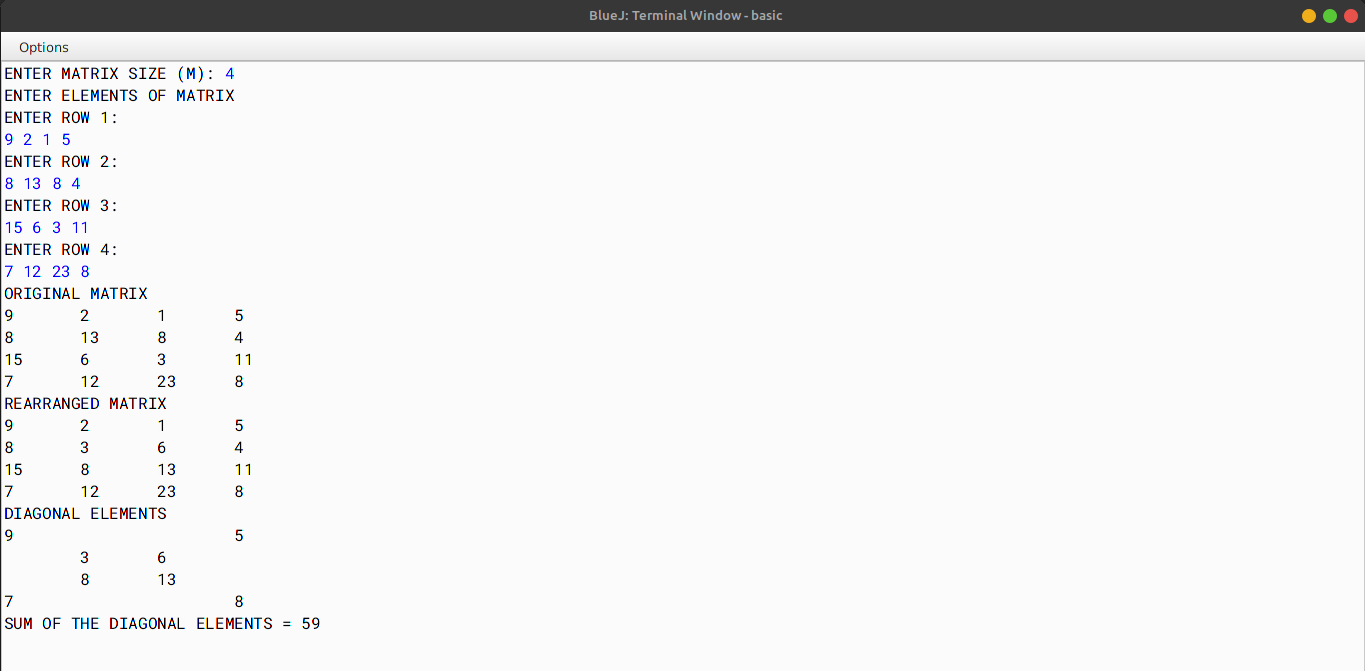 BlueJ: Terminal Window - basic
Options
ENTER MATRIX SIZE (M): 4
ENTER ELEMENTS OF MATRIX
ENTER ROW 1:
9 2 1 5
ENTER ROW 2:
8 13 8 4
ENTER ROW 3:
15 6 3 11
ENTER ROW 4:
7 12 23 8
ORIGINAL MATRIX
9 2 1 5
8 13 8 4
15 6 3 11
7 12 23 8
REARRANGED MATRIX
9 2 1 5
8 3 6 4
15 8 13 11
7 12 23 8
DIAGONAL ELEMENTS
9 5
3 6
8 13
7 8
SUM OF THE DIAGONAL ELEMENTS = 59